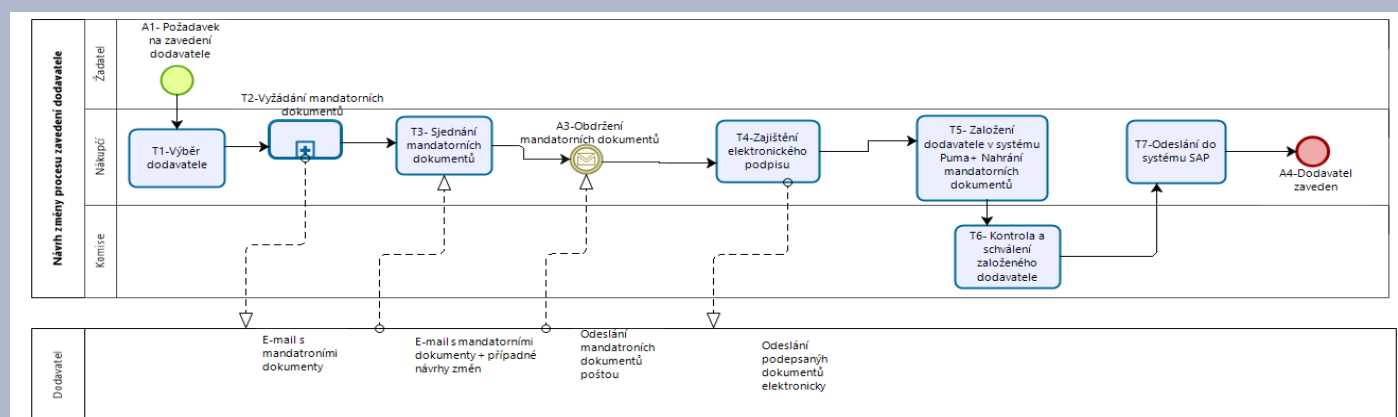 Návrh změny procesu zavedení dodavatele
Žadatel
A1- Požadavek
na zavedení
dodavatele
Nákupčí
T1-Výběr
dodavatele
T2-Vyžádání mandatorních
dokumentů
T3- Sjednání
mandatorních
dokumentů
A3-Obdržení
mandatorních dokumentů
T4-Zajištění
elektronického
podpisu
T5- Založení
dodavatele v systému
Puma+ Nahrání
mandatorních
dokumentů
T7-Odeslání do
systému SAP
A4-Dodavatel
zaveden
Komise
T6- Kontrola a
schválení
založeného
dodavatele
Dodavatel
E-mail s
mandatroními
dokumenty
E-mail s mandatorními
dokumenty + případné
návrhy změn
Odeslání
mandatroních
dokumentů
poštou
Odeslání
podepsanýh
dokumentů
elektronicky